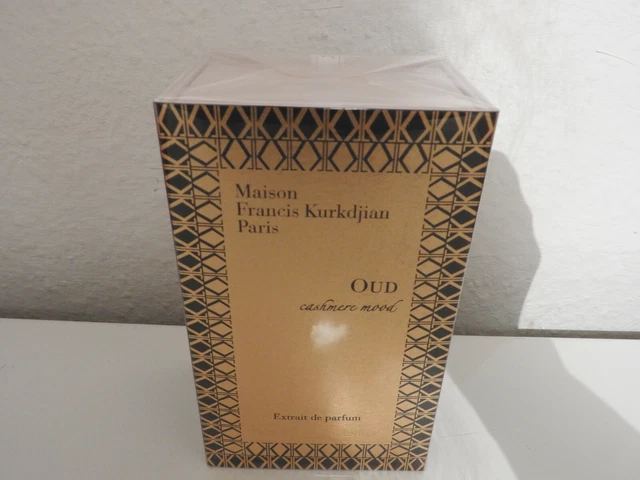 Maison
Francis Kurkdjian
Paris
OUD
cashmere mood
Extrait de parfum